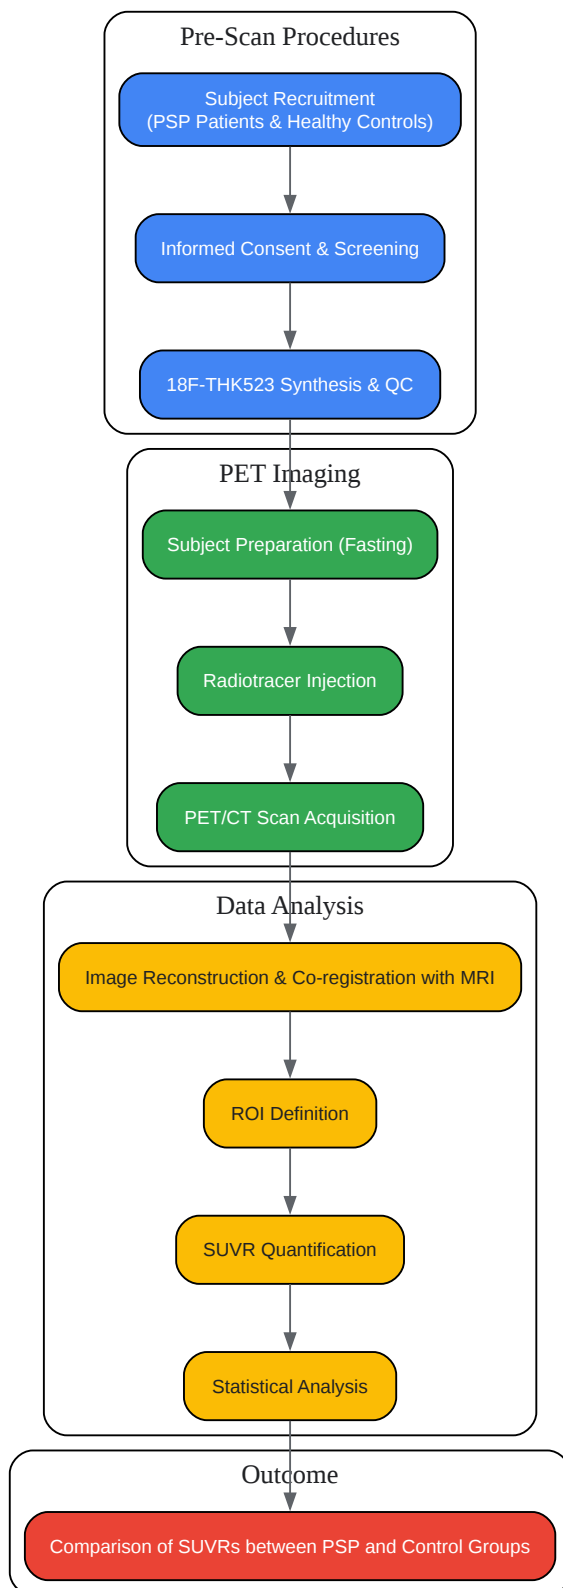 Pre-Scan Procedures
Subject Recruitment
(PSP Patients & Healthy Controls)
Informed Consent & Screening
18F-THK523 Synthesis & QC
PET Imaging
Subject Preparation (Fasting)
Radiotracer Injection
PET/CT Scan Acquisition
Data Analysis
Image Reconstruction & Co-registration with MRI
ROI Definition
SUVR Quantification
Statistical Analysis
Outcome
Comparison of SUVRs between PSP and Control Groups